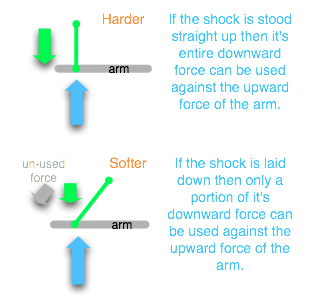 Harder
arm
If the shock is stood
straight up then it's
entire downward
force can be used
against the upward
force of the arm.
un-used
force
Softer
arm
If the shock is laid
down then only a
portion of it's
downward force can
be used against the
upward force of the
arm.